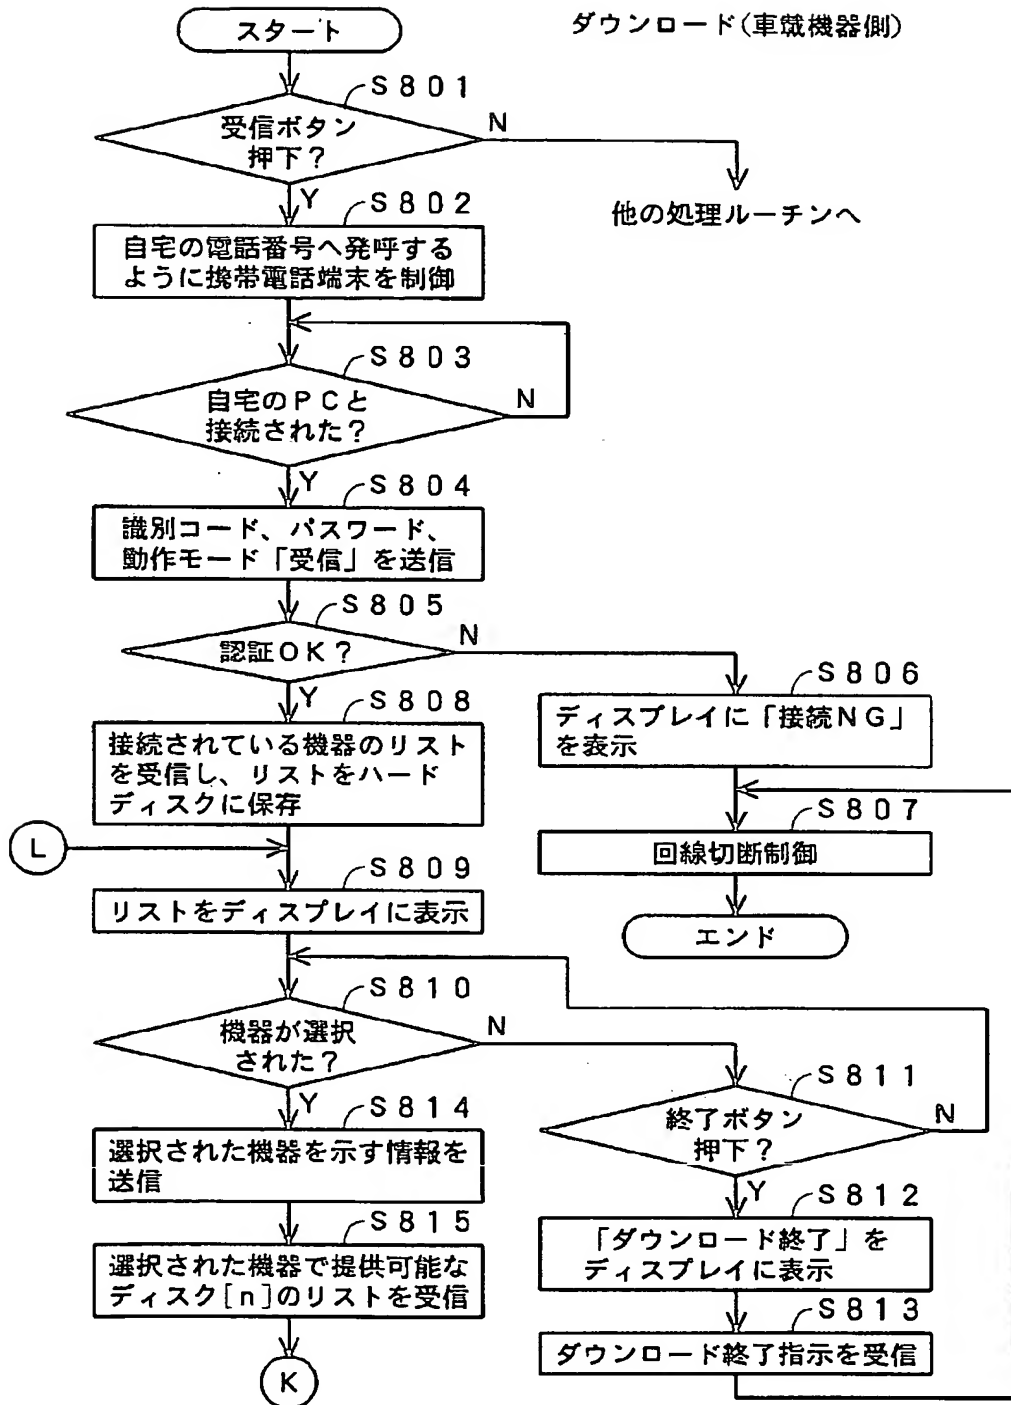 スタート
ダウンロード(車載機器側)
S801
受信ボタン
押下?
N
Y
他の処理ルーチンへ
S802
自宅の電話番号へ発呼する
ように携帯電話端末を制御
S803
自宅のPCと
接続された?
N
Y
S804
識別コード、パスワード、
動作モード「受信」を送信
S805
認証OK?
N
Y
S806
ディスプレイに「接続NG」
を表示
S808
接続されている機器のリスト
を受信し、リストをハード
ディスクに保存
S807
回線切断制御
エンド
L
S809
リストをディスプレイに表示
S810
機器が選択
された?
N
Y
S811
終了ボタン
押下?
N
Y
S814
選択された機器を示す情報を
送信
S812
「ダウンロード終了」を
ディスプレイに表示
S815
選択された機器で提供可能な
ディスク[n]のリストを受信
S813
ダウンロード終了指示を受信
K